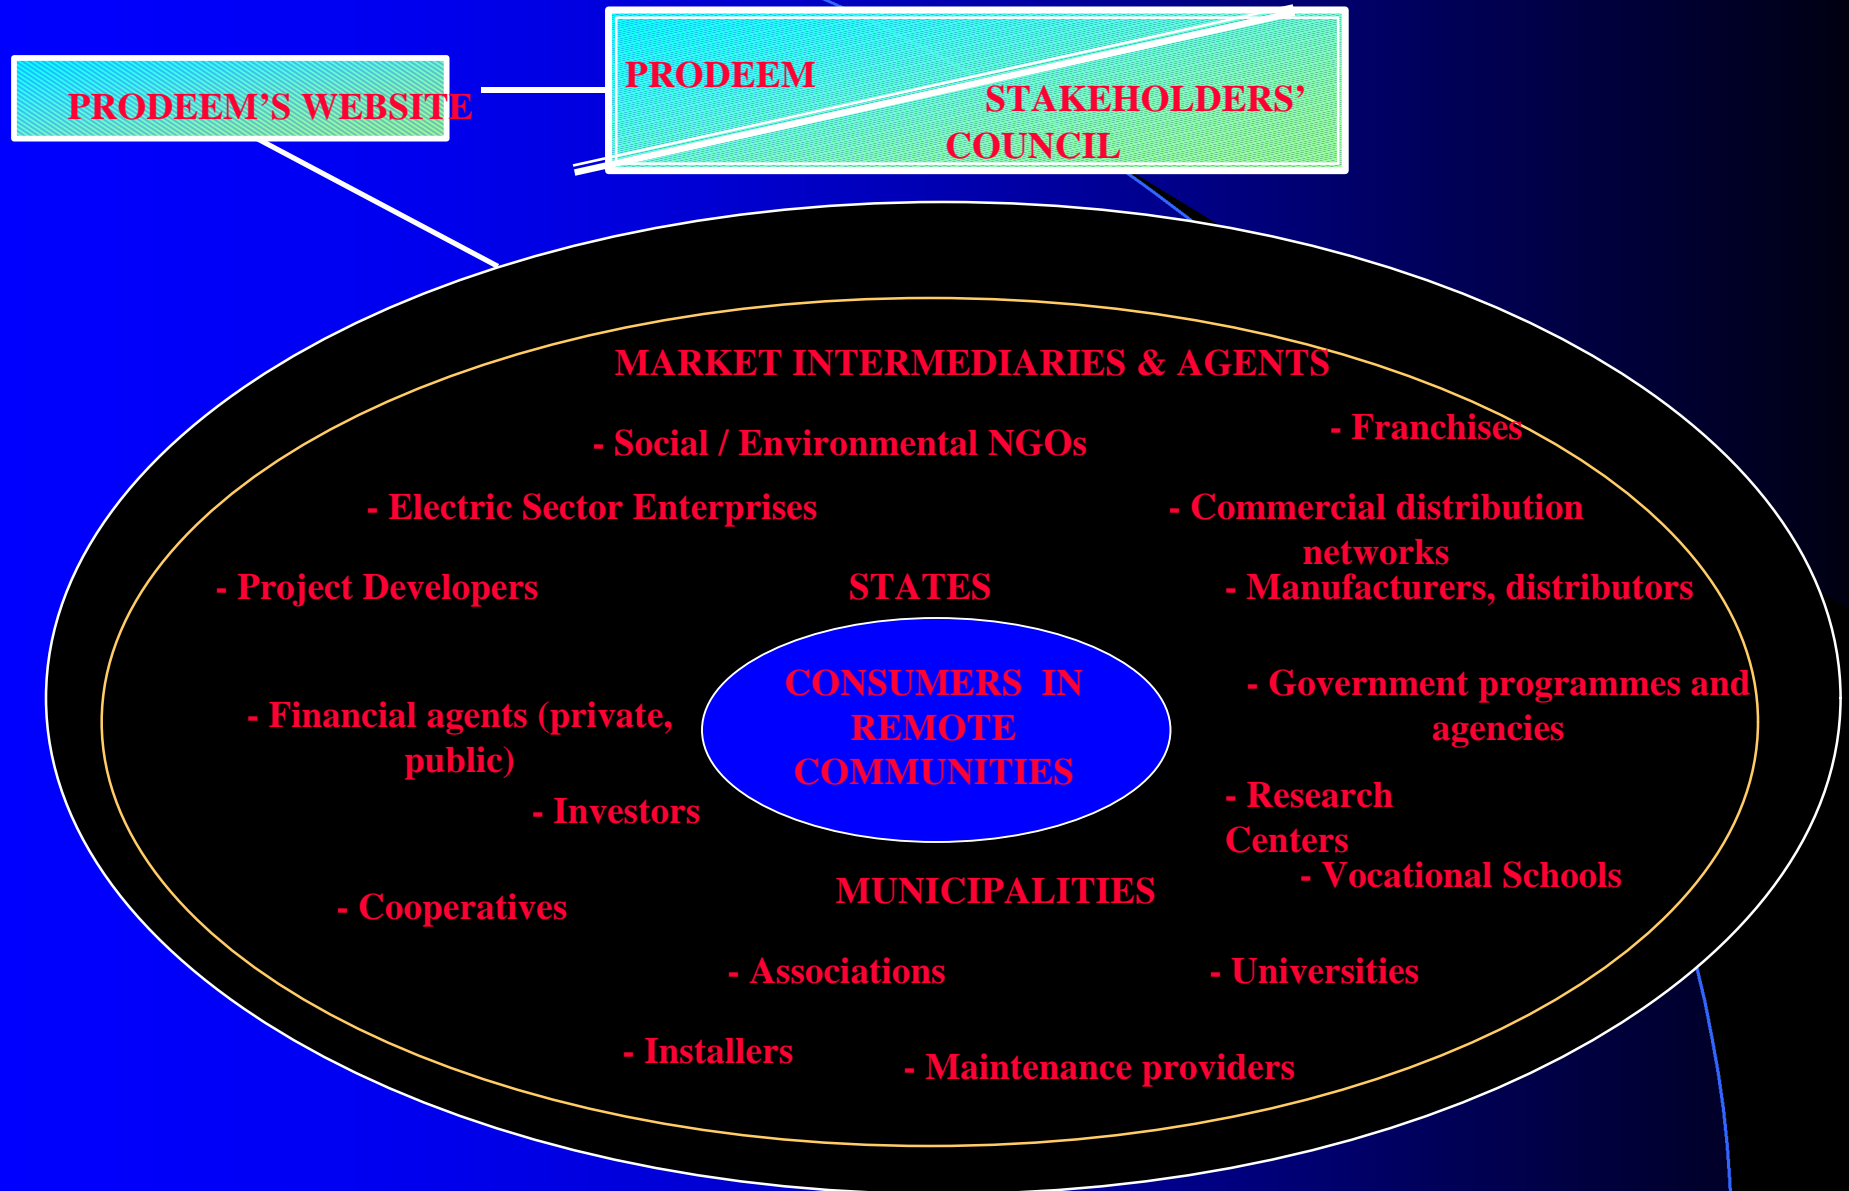 PRODEEM
PRODEEM'S WEBSITE
STAKEHOLDERS'
COUNCIL
MARKET INTERMEDIARIES & AGENTS
- Franchises
- Social / Environmental NGOs
- Electric Sector Enterprises
- Commercial distribution
networks
- Project Developers
STATES
- Manufacturers, distributors
CONSUMERS IN
REMOTE
COMMUNITIES
- Government programmes and
agencies
- Financial agents (private,
public)
- Investors
- Research
Centers
- Vocational Schools
MUNICIPALITIES
- Cooperatives
- Associations
- Universities
- Installers
- Maintenance providers